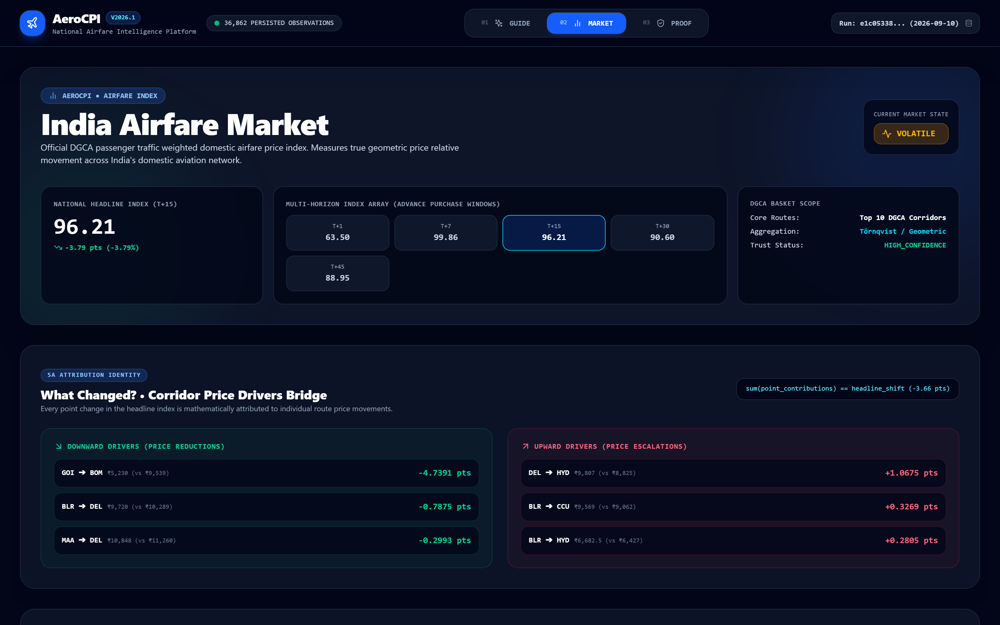 AeroCPI V2026.1
National Airfare Intelligence Platform
36,862 PERSISTED OBSERVATIONS
01 GUIDE
02 MARKET
03 PROOF
Run: e1c05338... (2026-09-10)
AEROCPI • AIRFARE INDEX
India Airfare Market
Official DGCA passenger traffic weighted domestic airfare price index. Measures true geometric price relative
movement across India's domestic aviation network.
CURRENT MARKET STATE
VOLATILE
NATIONAL HEADLINE INDEX (T+15)
96.21
-3.79 pts (-3.79%)
MULTI-HORIZON INDEX ARRAY (ADVANCE PURCHASE WINDOWS)
T+1
63.50
T+7
99.86
T+15
96.21
T+30
90.60
T+45
88.95
DGCA BASKET SCOPE
Core Routes: Top 10 DGCA Corridors
Aggregation: Törnqvist / Geometric
Trust Status: HIGH_CONFIDENCE
5A ATTRIBUTION IDENTITY
What Changed? • Corridor Price Drivers Bridge
Every point change in the headline index is mathematically attributed to individual route price movements.
sum(point_contributions) == headline_shift (-3.66 pts)
DOWNWARD DRIVERS (PRICE REDUCTIONS)
GOI ➔ BOM ₹5,230 (vs ₹9,539) -4.7391 pts
BLR ➔ DEL ₹9,720 (vs ₹10,289) -0.7875 pts
MAA ➔ DEL ₹10,848 (vs ₹11,260) -0.2993 pts
UPWARD DRIVERS (PRICE ESCALATIONS)
DEL ➔ HYD ₹9,807 (vs ₹8,825) +1.0675 pts
BLR ➔ CCU ₹9,569 (vs ₹9,062) +0.3269 pts
BLR ➔ HYD ₹6,682.5 (vs ₹6,427) +0.2805 pts